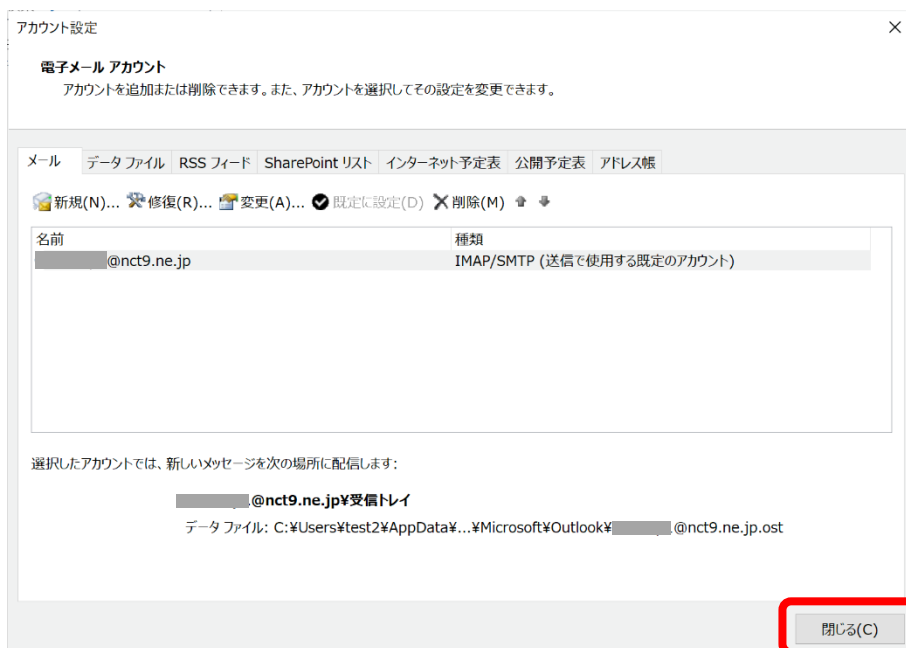 アカウント設定
電子メール アカウント
アカウントを追加または削除できます。また、アカウントを選択してその設定を変更できます。
メール データ ファイル RSS フィード SharePoint リスト インターネット予定表 公開予定表 アドレス帳
新規(N)... 修復(R)... 変更(A)... 既定に設定(D) 削除(M)
名前 種類
@nct9.ne.jp IMAP/SMTP (送信で使用する既定のアカウント)
選択したアカウントでは、新しいメッセージを次の場所に配信します:
.@nct9.ne.jp¥受信トレイ
データ ファイル: C:¥Users¥test2¥AppData¥...¥Microsoft¥Outlook¥ .@nct9.ne.jp.ost
閉じる(C)